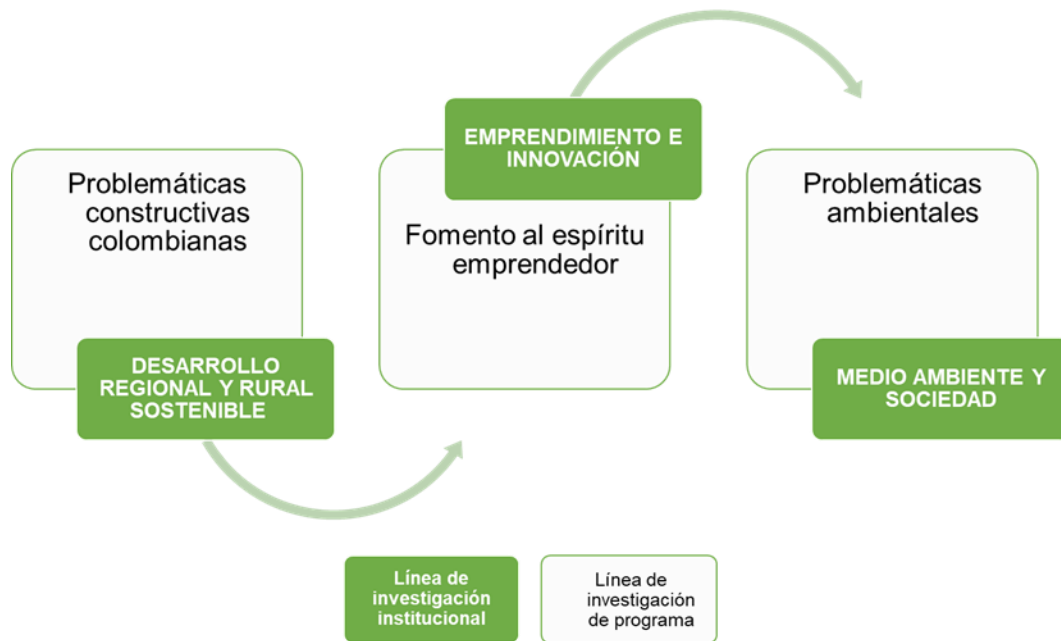 Problemáticas
constructivas
colombianas
DESARROLLO
REGIONAL Y RURAL
SOSTENIBLE
EMPRENDIMIENTO E
INNOVACIÓN
Fomento al espíritu
emprendedor
Problemáticas
ambientales
MEDIO AMBIENTE Y
SOCIEDAD
Línea de
investigación
institucional
Línea de
investigación
de programa